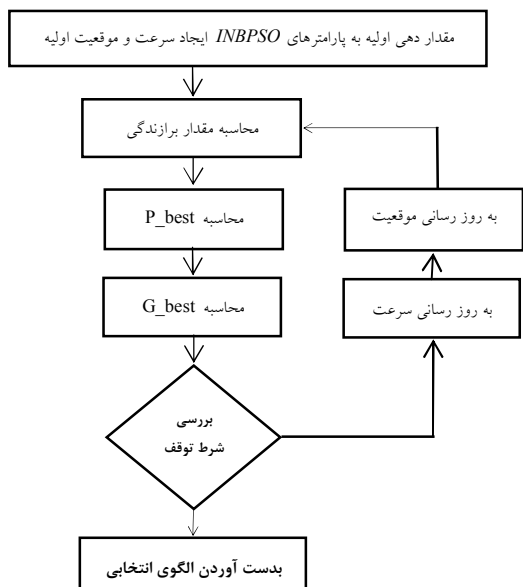 مقدار دهی اولیه به پارامترهای INBPSO ایجاد سرعت و موقعیت اولیه
محاسبه مقدار برازندگی
محاسبه P_best
به روز رسانی موقعیت
محاسبه G_best
به روز رسانی سرعت
بررسی
شرط توقف
بدست آوردن الگوی انتخابی